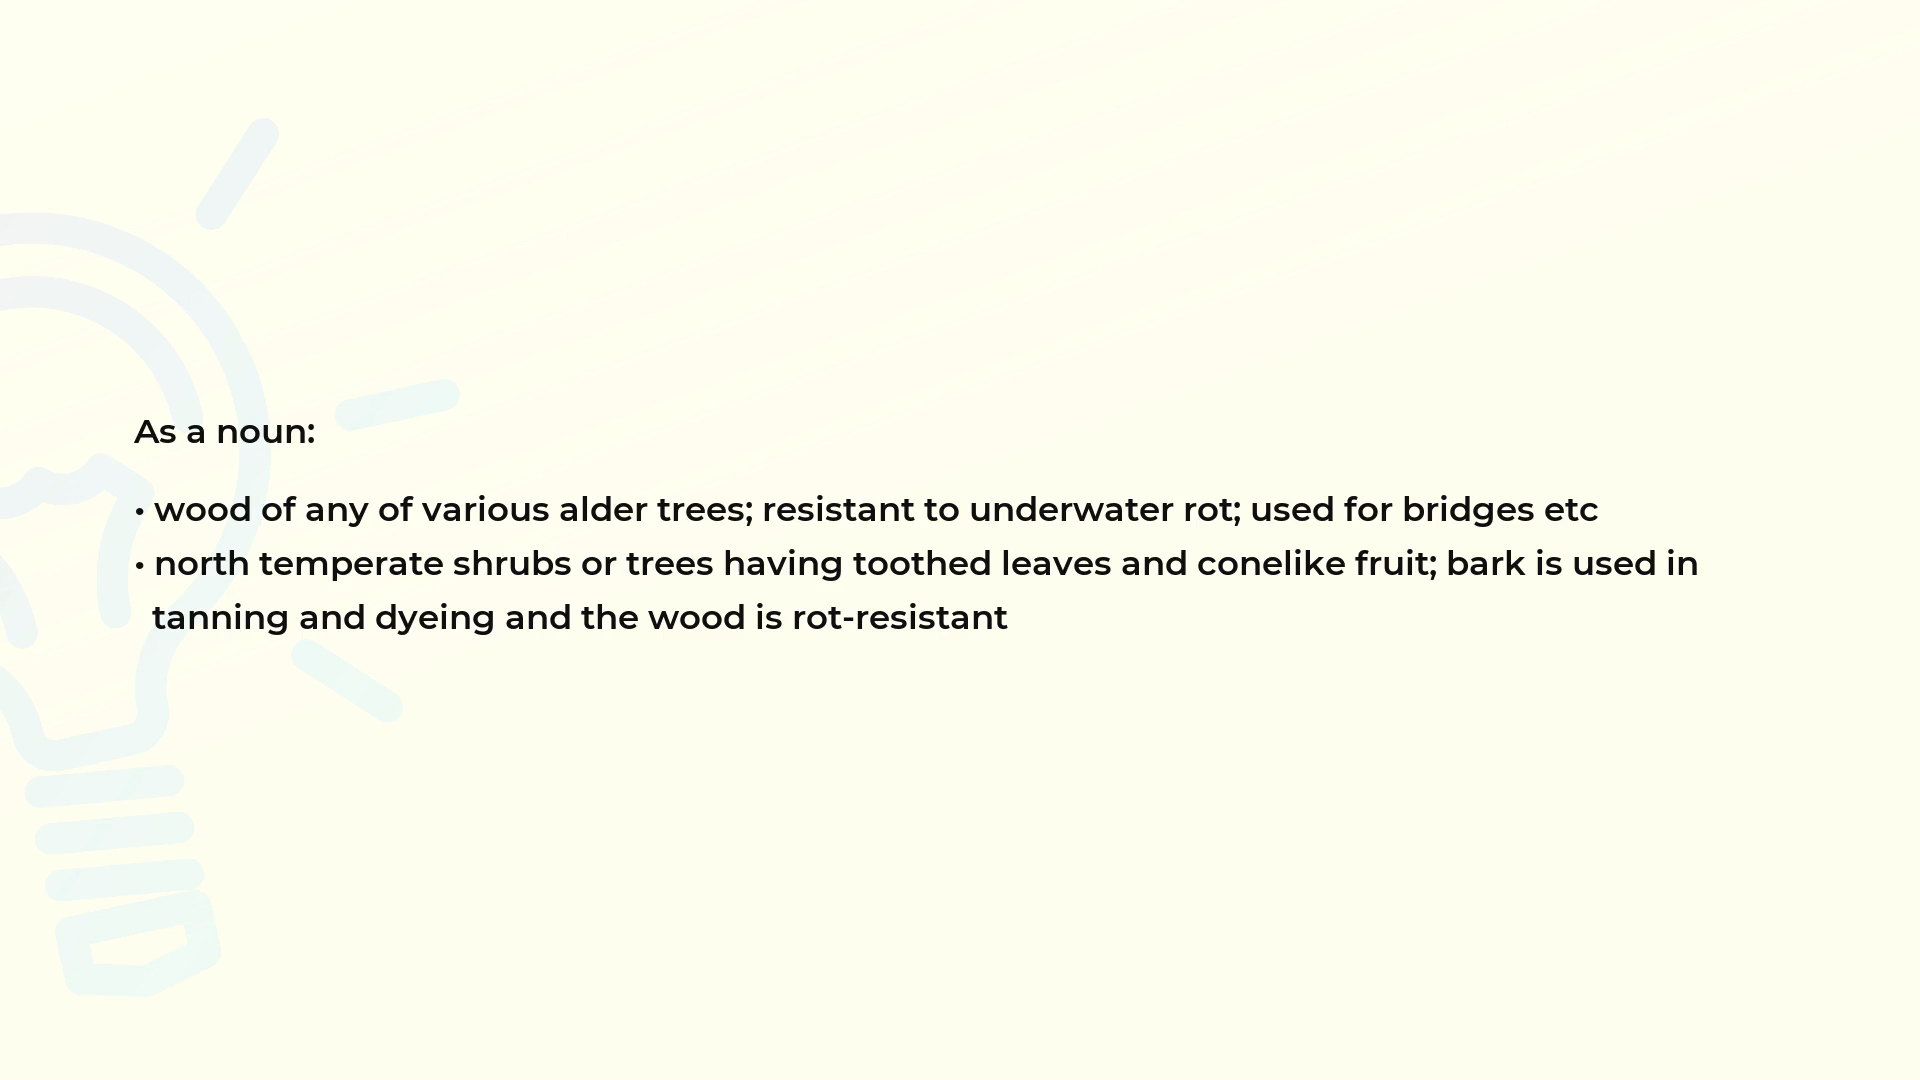 As a noun:
• wood of any of various alder trees; resistant to underwater rot; used for bridges etc
• north temperate shrubs or trees having toothed leaves and conelike fruit; bark is used in
tanning and dyeing and the wood is rot-resistant